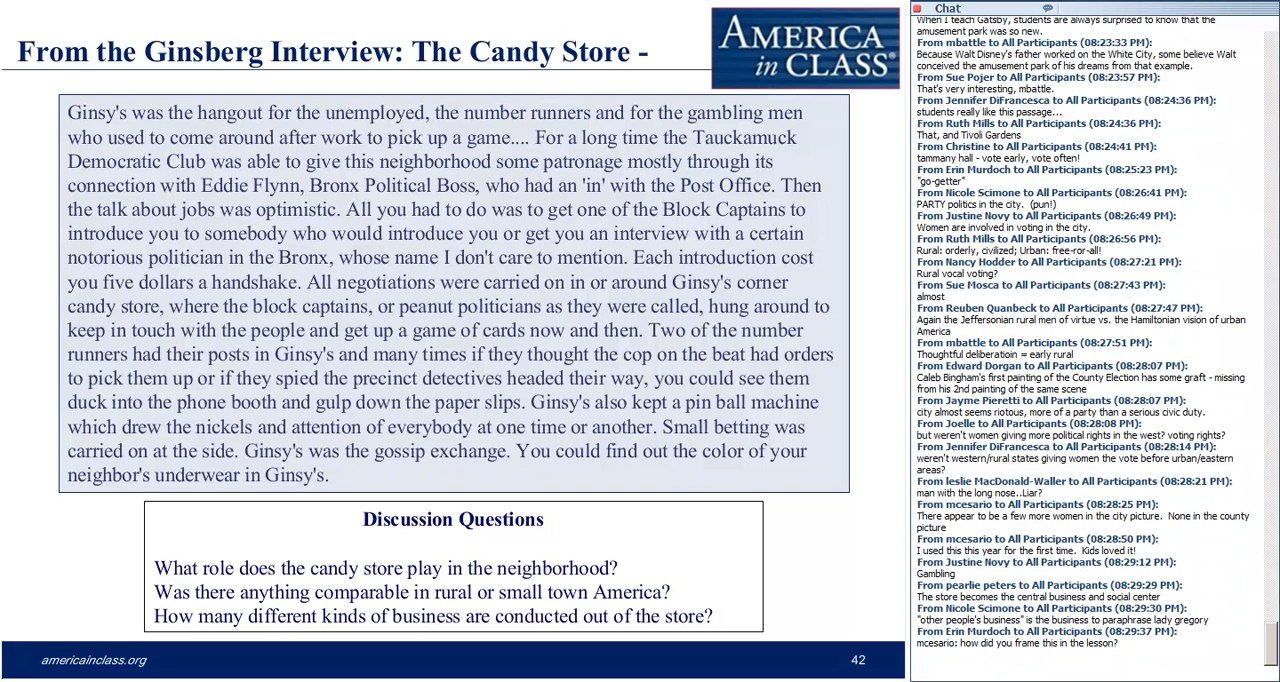 From the Ginsberg Interview: The Candy Store -
AMERICA
in CLASS®
Ginsy's was the hangout for the unemployed, the number runners and for the gambling men
who used to come around after work to pick up a game.... For a long time the Tauckamuck
Democratic Club was able to give this neighborhood some patronage mostly through its
connection with Eddie Flynn, Bronx Political Boss, who had an 'in' with the Post Office. Then
the talk about jobs was optimistic. All you had to do was to get one of the Block Captains to
introduce you to somebody who would introduce you or get you an interview with a certain
notorious politician in the Bronx, whose name I don't care to mention. Each introduction cost
you five dollars a handshake. All negotiations were carried on in or around Ginsy's corner
candy store, where the block captains, or peanut politicians as they were called, hung around to
keep in touch with the people and get up a game of cards now and then. Two of the number
runners had their posts in Ginsy's and many times if they thought the cop on the beat had orders
to pick them up or if they spied the precinct detectives headed their way, you could see them
duck into the phone booth and gulp down the paper slips. Ginsy's also kept a pin ball machine
which drew the nickels and attention of everybody at one time or another. Small betting was
carried on at the side. Ginsy's was the gossip exchange. You could find out the color of your
neighbor's underwear in Ginsy's.
Discussion Questions
What role does the candy store play in the neighborhood?
Was there anything comparable in rural or small town America?
How many different kinds of business are conducted out of the store?
americainclass.org
42
Chat
When I teach Gatsby, students are always surprised to know that the
amusement park was so new.
From mbattle to All Participants (08:23:33 PM):
Because Walt Disney's father worked on the White City, some believe Walt
conceived the amusement park of his dreams from that example.
From Sue Pojer to All Participants (08:23:57 PM):
That's very interesting, mbattle.
From Jennifer DiFrancesca to All Participants (08:24:36 PM):
students really like this passage...
From Ruth Mills to All Participants (08:24:36 PM):
That, and Tivoli Gardens
From Christine to All Participants (08:24:41 PM):
tammany hall - vote early, vote often!
From Erin Murdoch to All Participants (08:25:23 PM):
"go-getter"
From Nicole Scimone to All Participants (08:26:41 PM):
PARTY politics in the city. (pun!)
From Justine Novy to All Participants (08:26:49 PM):
Women are involved in voting in the city.
From Ruth Mills to All Participants (08:26:56 PM):
Rural: orderly, civilized; Urban: free-ror-all!
From Nancy Hodder to All Participants (08:27:21 PM):
Rural vocal voting?
From Sue Mosca to All Participants (08:27:43 PM):
almost
From Reuben Quanbeck to All Participants (08:27:47 PM):
Again the Jeffersonian rural men of virtue vs. the Hamiltonian vision of urban
America
From mbattle to All Participants (08:27:51 PM):
Thoughtful deliberatioin = early rural
From Edward Dorgan to All Participants (08:28:07 PM):
Caleb Bingham's first painting of the County Election has some graft - missing
from his 2nd painting of the same scene
From Jayme Pieretti to All Participants (08:28:07 PM):
city almost seems riotous, more of a party than a serious civic duty.
From Joelle to All Participants (08:28:08 PM):
but weren't women giving more political rights in the west? voting rights?
From Jennifer DiFrancesca to All Participants (08:28:14 PM):
weren't western/rural states giving women the vote before urban/eastern
areas?
From leslie MacDonald-Waller to All Participants (08:28:21 PM):
man with the long nose..Liar?
From mcesario to All Participants (08:28:25 PM):
There appear to be a few more women in the city picture. None in the county
picture
From mcesario to All Participants (08:28:50 PM):
I used this this year for the first time. Kids loved it!
From Justine Novy to All Participants (08:29:12 PM):
Gambling
From pearlie peters to All Participants (08:29:29 PM):
The store becomes the central business and social center
From Nicole Scimone to All Participants (08:29:30 PM):
"other people's business" is the business to paraphrase lady gregory
From Erin Murdoch to All Participants (08:29:37 PM):
mcesario: how did you frame this in the lesson?